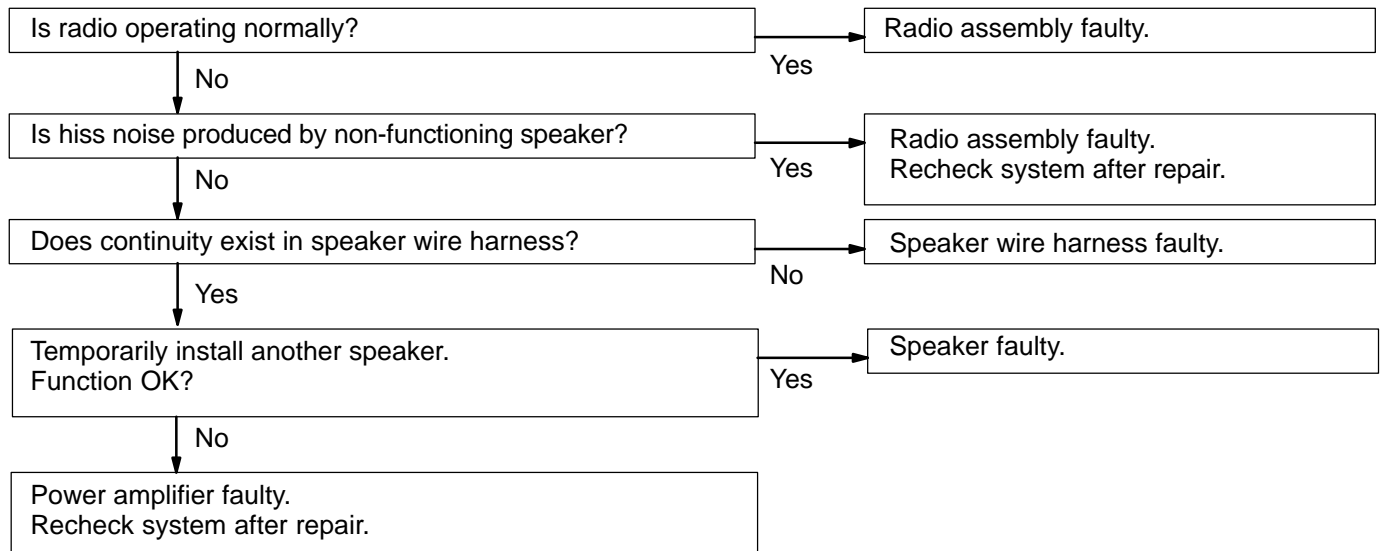 Is radio operating normally?
Yes
Radio assembly faulty.
No
Is hiss noise produced by non-functioning speaker?
Yes
Radio assembly faulty.
Recheck system after repair.
No
Does continuity exist in speaker wire harness?
No
Speaker wire harness faulty.
Yes
Temporarily install another speaker.
Function OK?
Yes
Speaker faulty.
No
Power amplifier faulty.
Recheck system after repair.